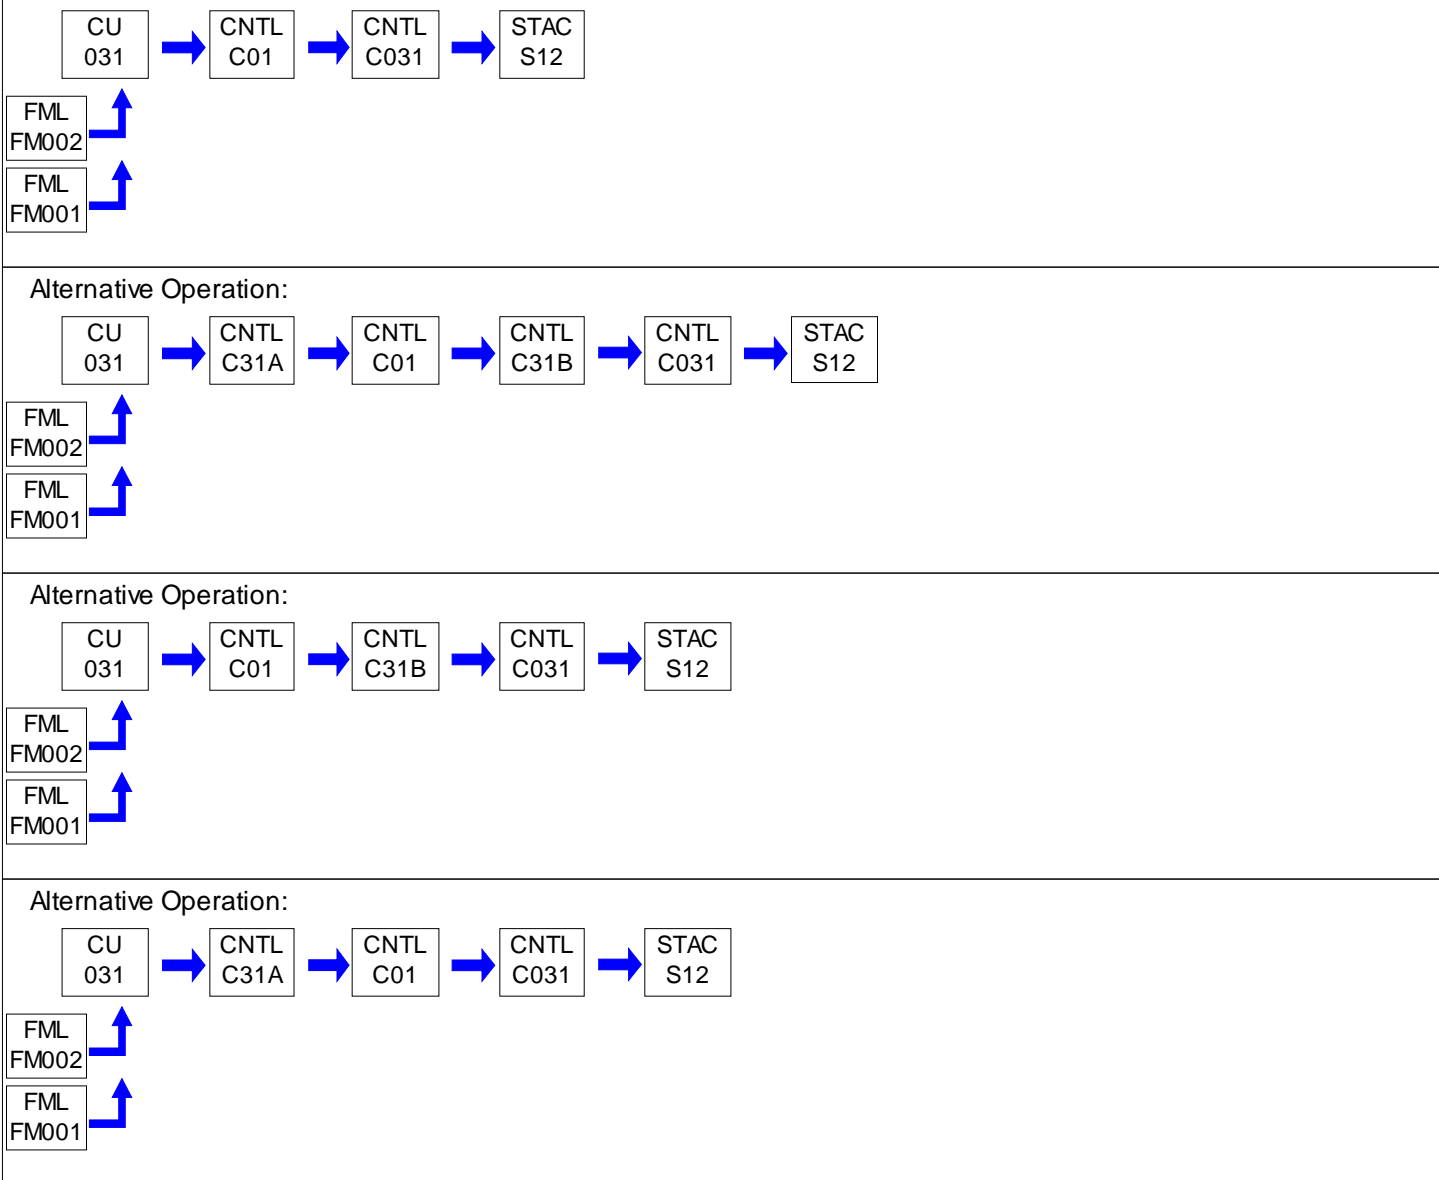 CU
031
CNTL
C01
CNTL
C031
STAC
S12
FML
FM002
FML
FM001
Alternative Operation:
CU
031
CNTL
C31A
CNTL
C01
CNTL
C31B
CNTL
C031
STAC
S12
FML
FM002
FML
FM001
Alternative Operation:
CU
031
CNTL
C01
CNTL
C31B
CNTL
C031
STAC
S12
FML
FM002
FML
FM001
Alternative Operation:
CU
031
CNTL
C31A
CNTL
C01
CNTL
C031
STAC
S12
FML
FM002
FML
FM001